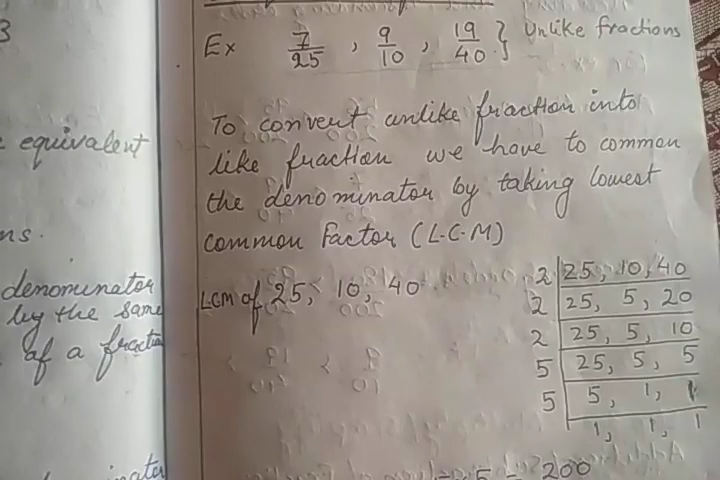 3
equivalent
ns.
denominator
by the same
of a fraction
Ex 7/25 , 9/10 , 19/40 } Unlike fractions
To convert unlike fraction into
like fraction we have to common
the denominator by taking lowest
common Factor (L.C.M)
LCM of 25, 10, 40
2 | 25, 10, 40
2 | 25, 5, 20
2 | 25, 5, 10
5 | 25, 5, 5
5 | 5, 1, 1
1, 1, 1
5 = 200